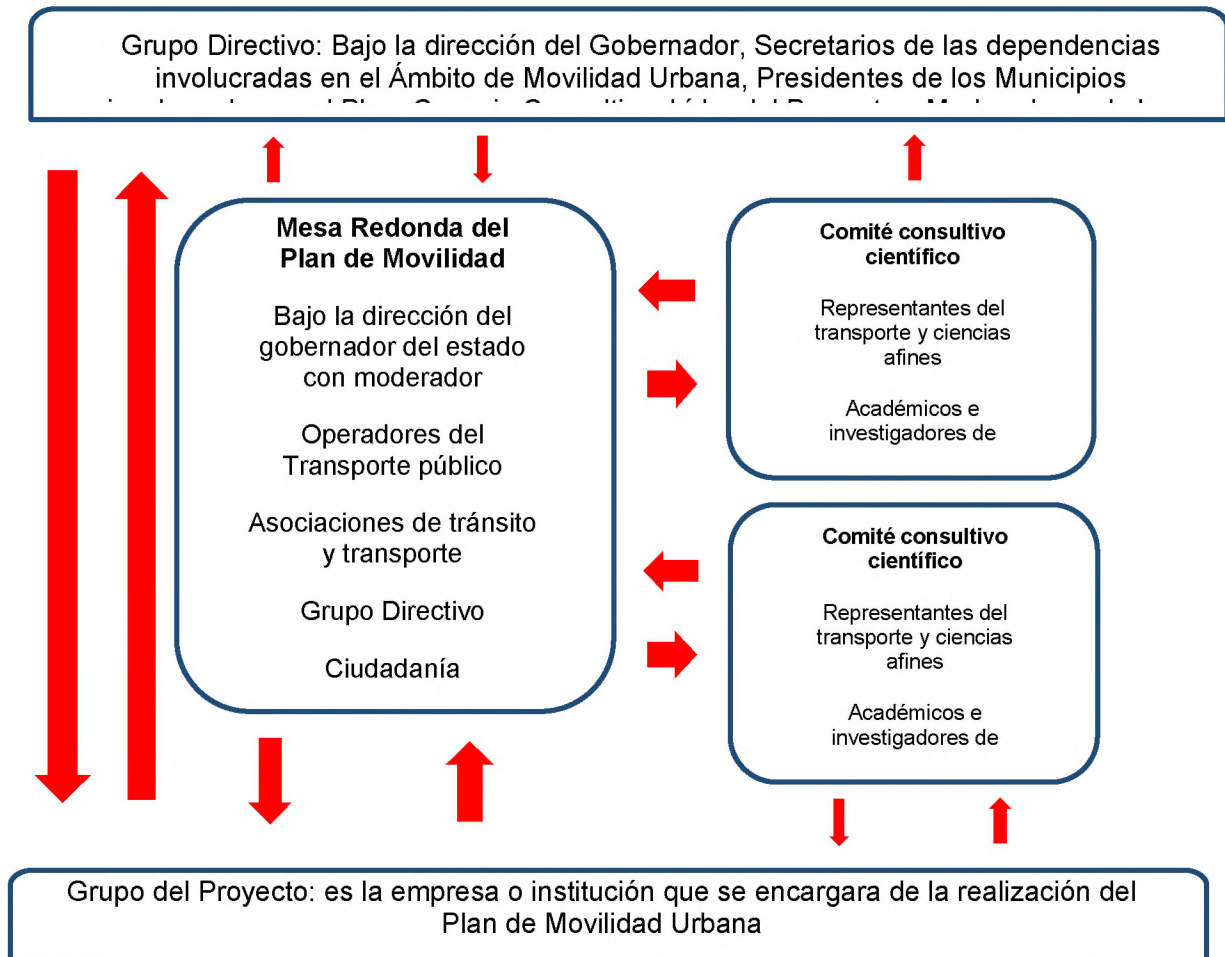 Grupo Directivo: Bajo la dirección del Gobernador, Secretarios de las dependencias
involucradas en el Ámbito de Movilidad Urbana, Presidentes de los Municipios
Mesa Redonda del
Plan de Movilidad
Bajo la dirección del
gobernador del estado
con moderador
Operadores del
Transporte público
Asociaciones de tránsito
y transporte
Grupo Directivo
Ciudadanía
Comité consultivo
científico
Representantes del
transporte y ciencias
afines
Académicos e
investigadores de
Comité consultivo
científico
Representantes del
transporte y ciencias
afines
Académicos e
investigadores de
Grupo del Proyecto: es la empresa o institución que se encargara de la realización del
Plan de Movilidad Urbana